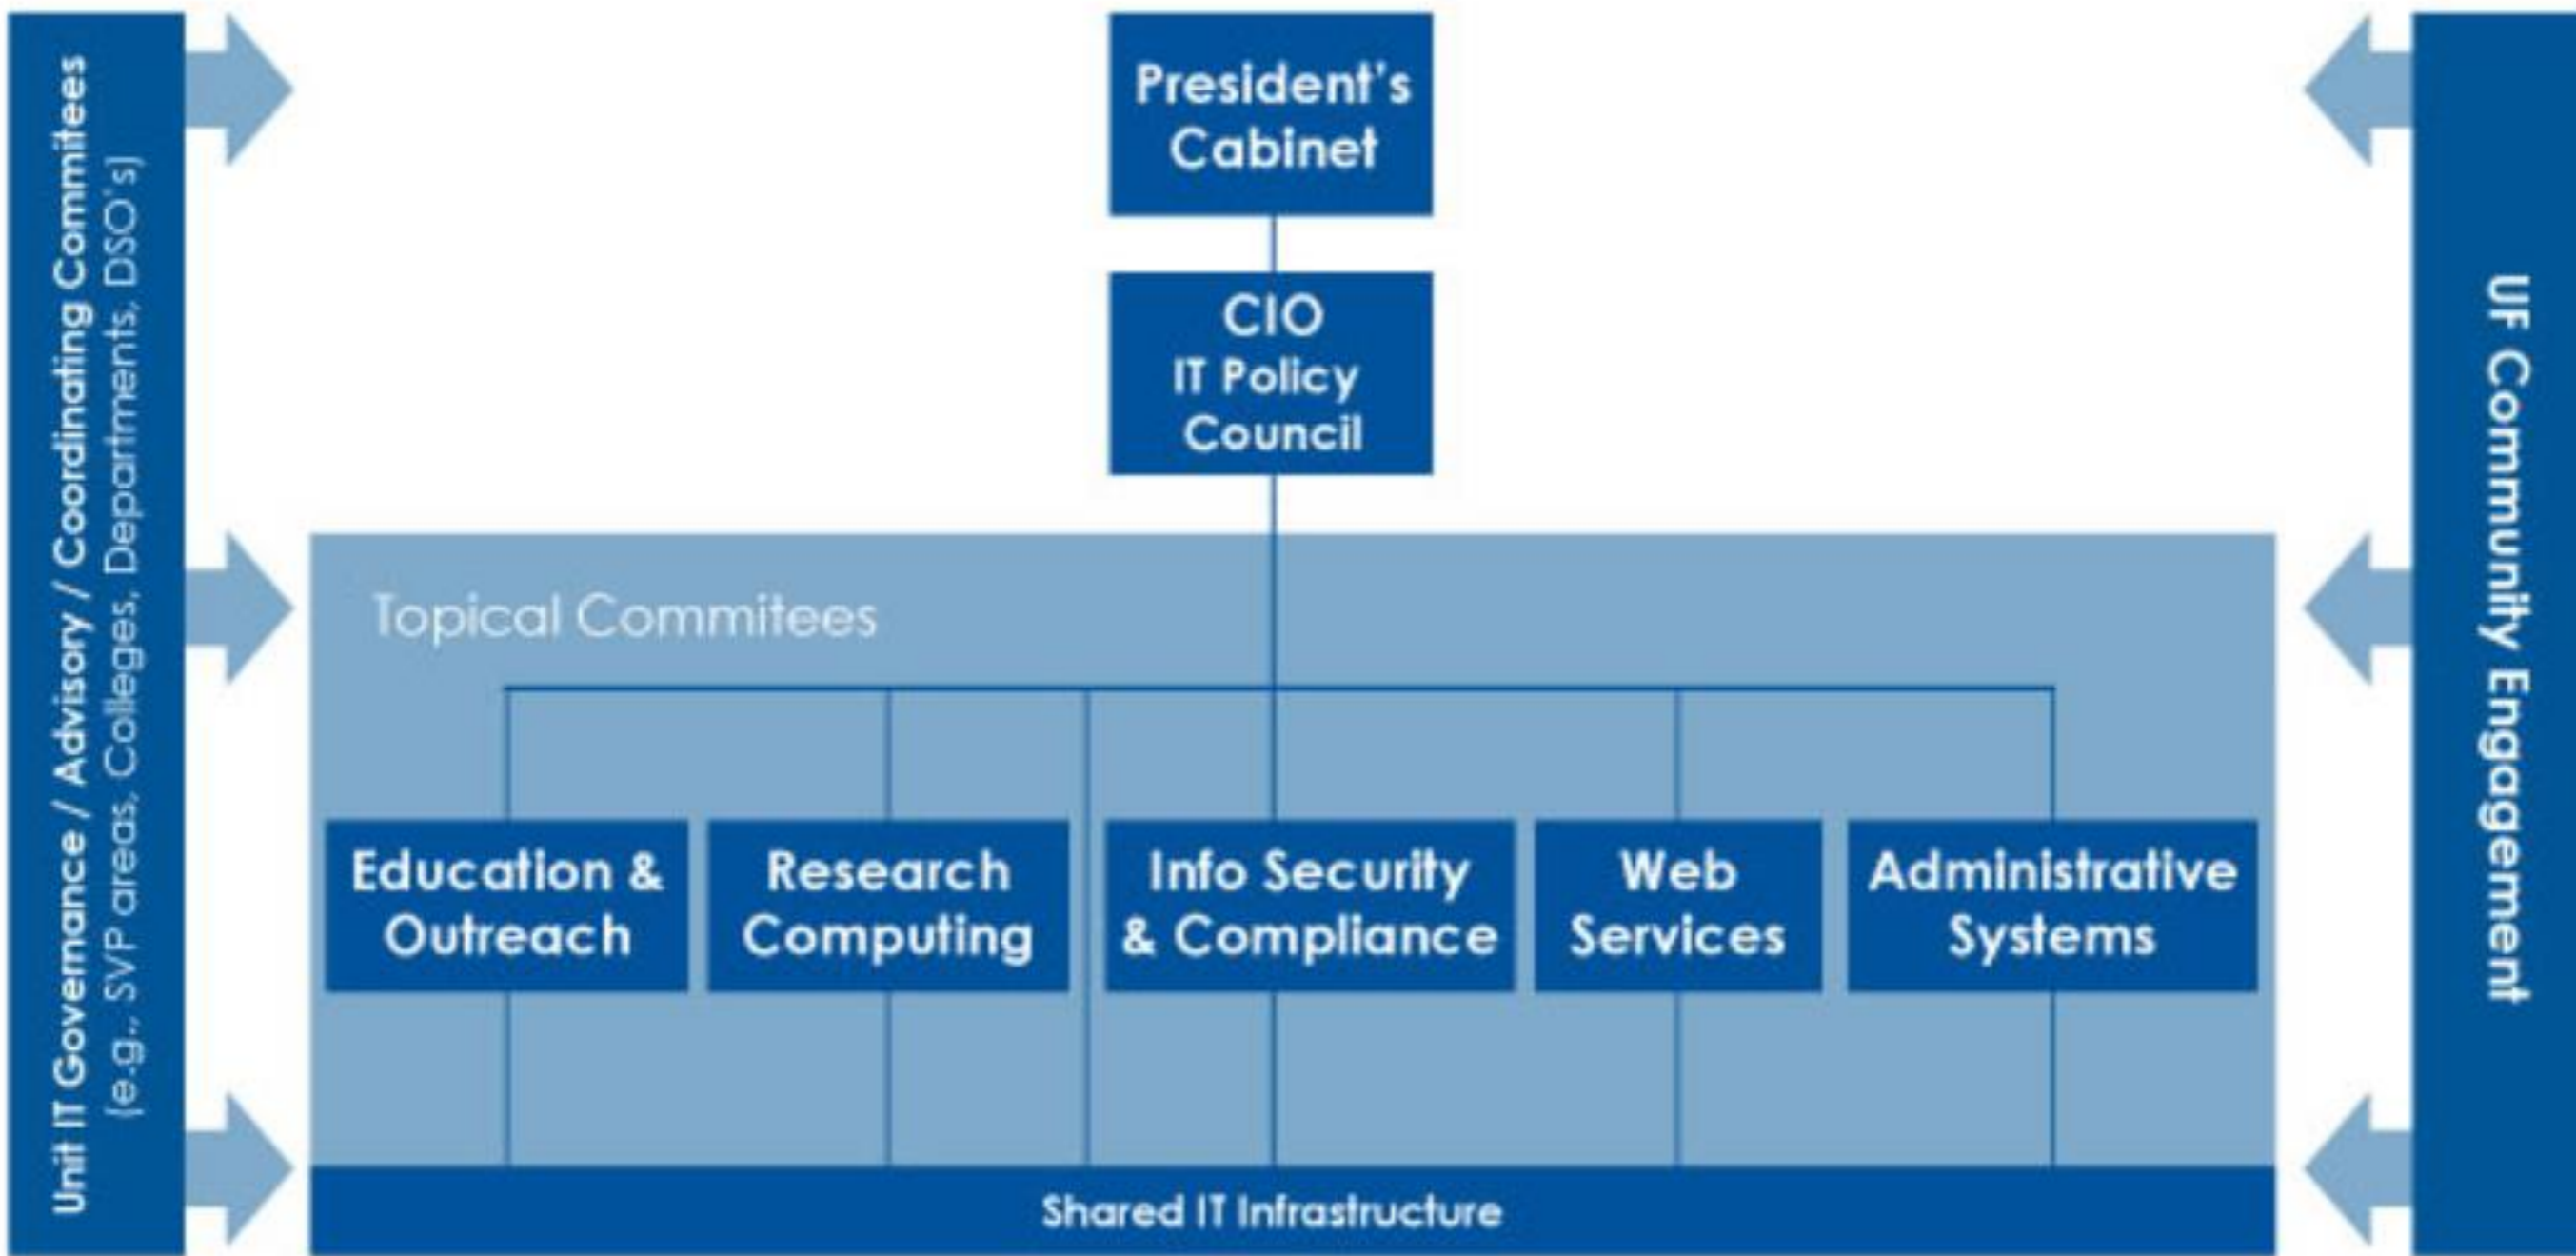 Unit IT Governance / Advisory / Coordinating Committees
(e.g., SVP areas, Colleges, Departments, DSO's)
President's
Cabinet
CIO
IT Policy
Council
Topical Commitees
Education &
Outreach
Research
Computing
Info Security
& Compliance
Web
Services
Administrative
Systems
Shared IT Infrastructure
UF Community Engagement